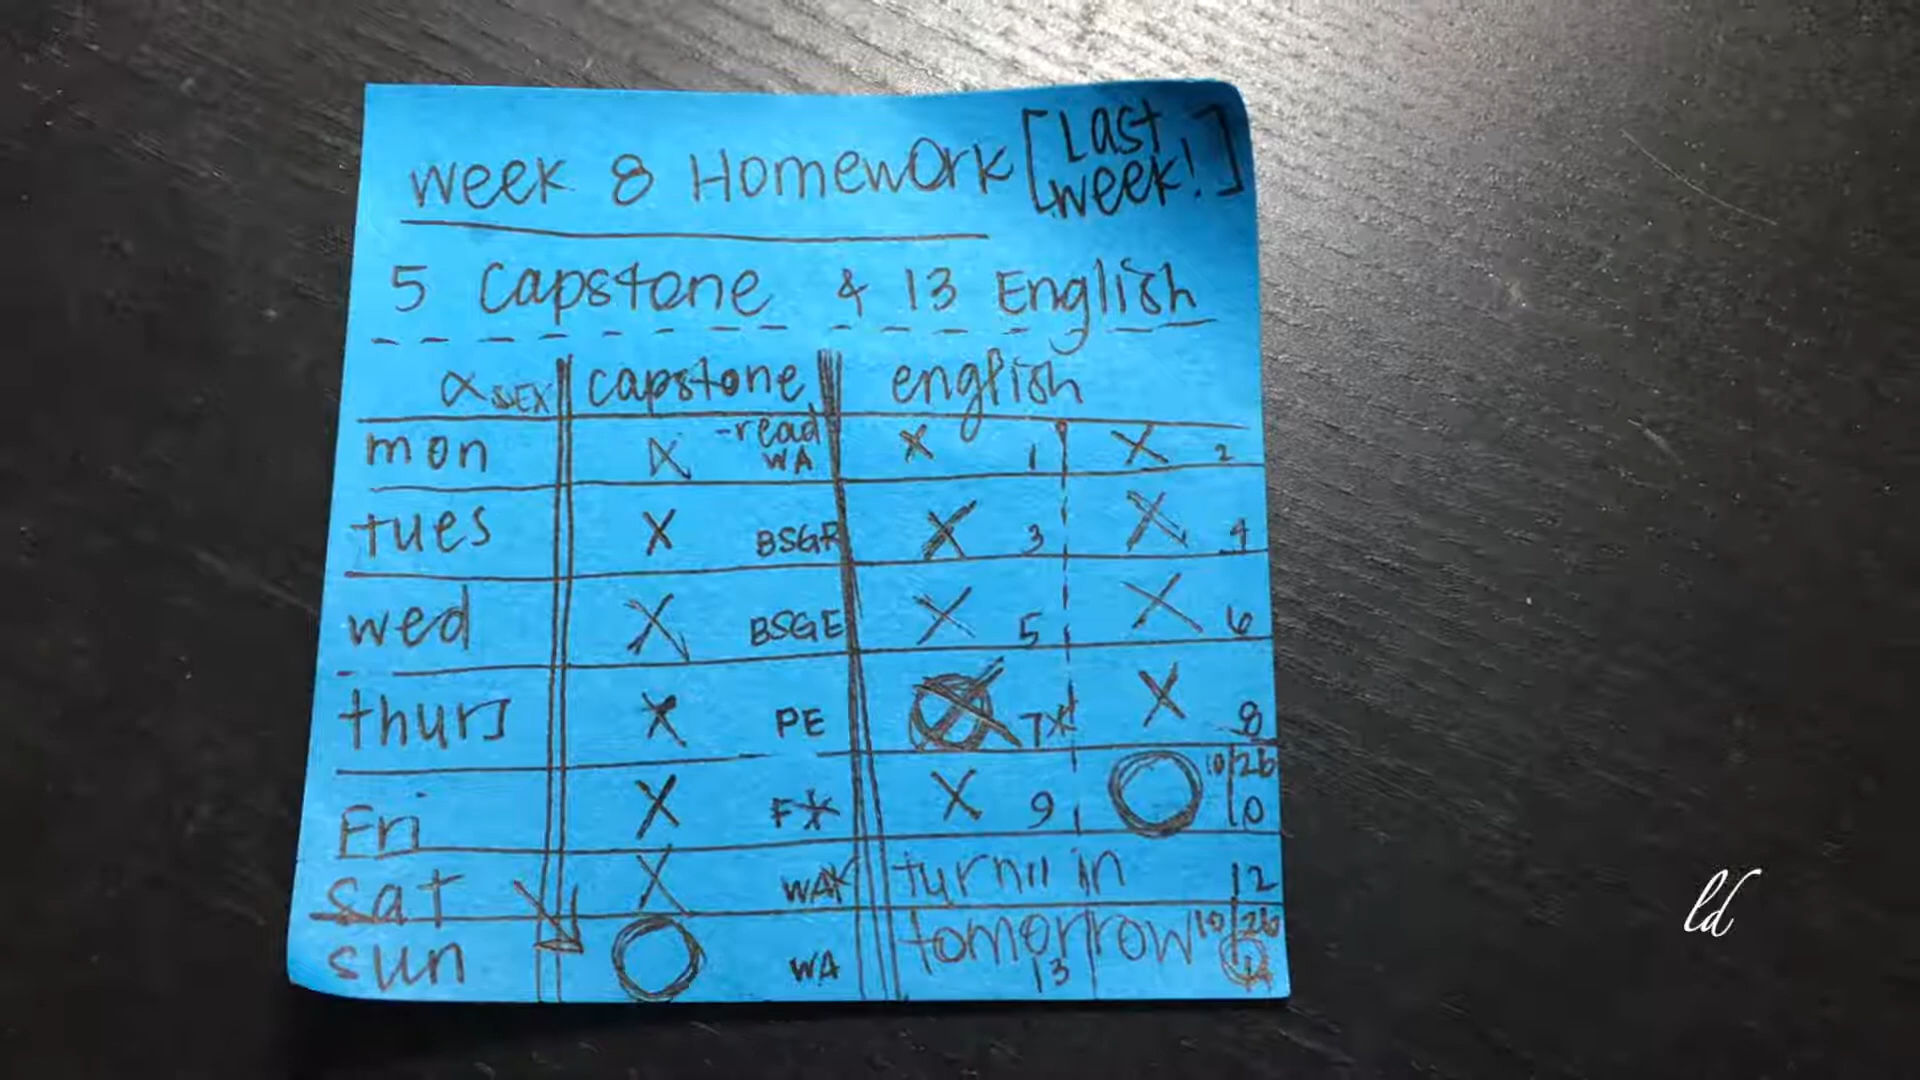 week 8 Homework [Last week!]
5 Capstone & 13 English
capstone english
mon X -read WA X 1 X 2
tues X BSGR X 3 X 4
wed X BSGE X 5 X 6
thurs X PE X 7* X 8
Fri X F* X 9 10/26 10
sat X WA* turn in 12
sun WA tomorrow 10/26 13 14
ld